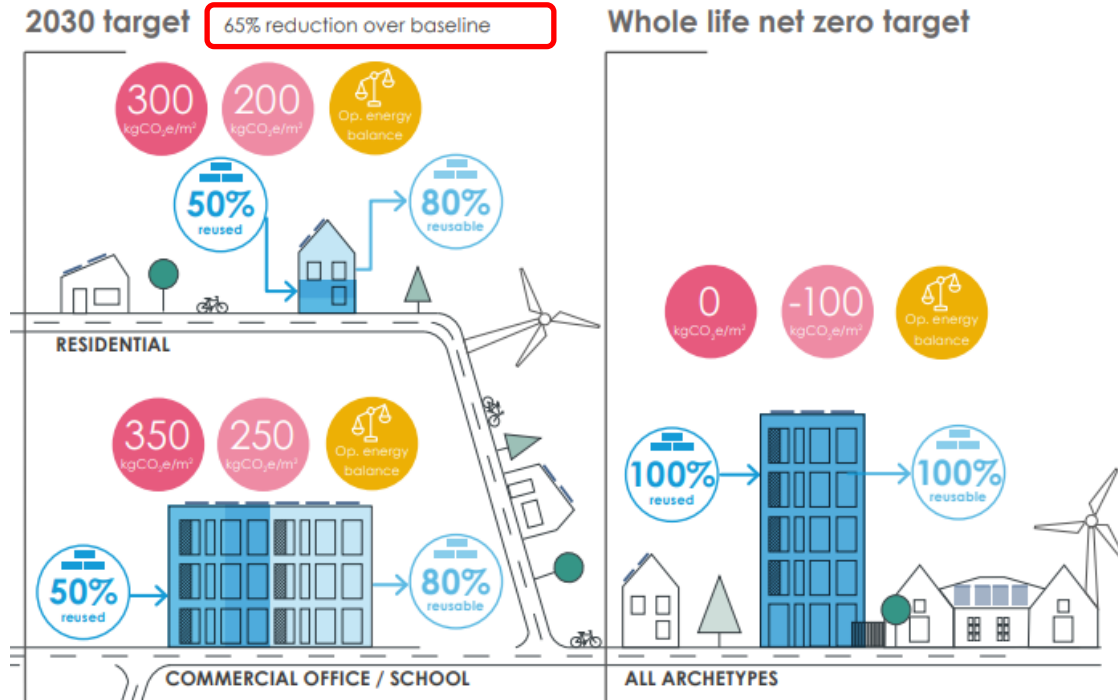 2030 target 65% reduction over baseline
300
kgCO₂e/m²
200
kgCO₂e/m²
Op. energy
balance
50%
reused
80%
reusable
RESIDENTIAL
350
kgCO₂e/m²
250
kgCO₂e/m²
Op. energy
balance
50%
reused
80%
reusable
COMMERCIAL OFFICE / SCHOOL
Whole life net zero target
0
kgCO₂e/m²
-100
kgCO₂e/m²
Op. energy
balance
100%
reused
100%
reusable
ALL ARCHETYPES